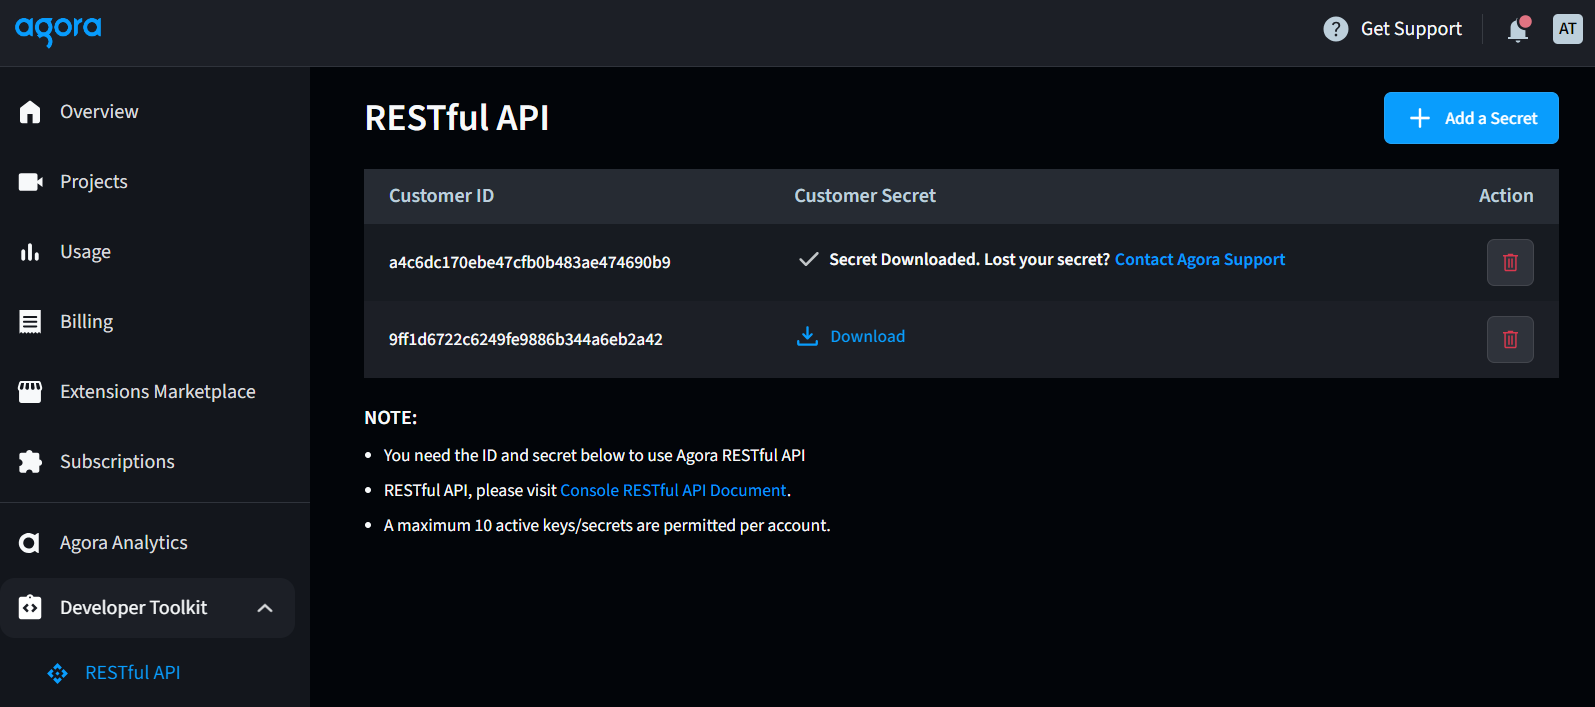 agora
? Get Support
AT
Overview
Projects
Usage
Billing
Extensions Marketplace
Subscriptions
Agora Analytics
Developer Toolkit
RESTful API
RESTful API
Add a Secret
Customer ID Customer Secret Action
a4c6dc170ebe47cfb0b483ae474690b9 Secret Downloaded. Lost your secret? Contact Agora Support
9ff1d6722c6249fe9886b344a6eb2a42 Download
NOTE:
• You need the ID and secret below to use Agora RESTful API
• RESTful API, please visit Console RESTful API Document.
• A maximum 10 active keys/secrets are permitted per account.